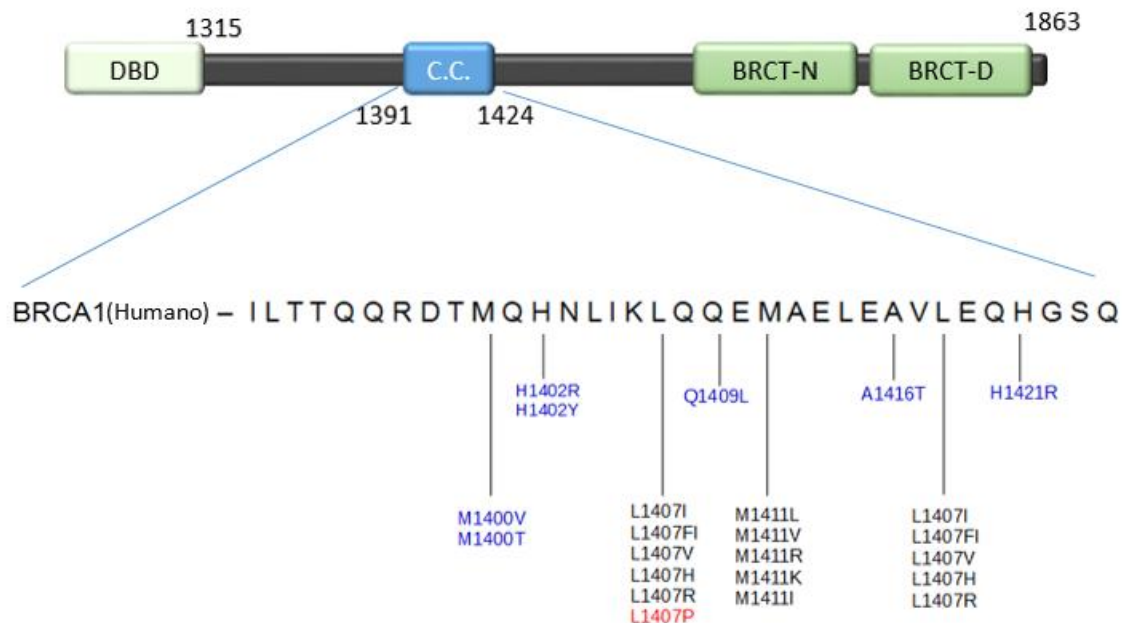 1315
1863
DBD
C.C.
BRCT-N
BRCT-D
1391
1424
BRCA1(Humano) – I L T T Q Q R D T M Q H N L I K L Q Q E M A E L E A V L E Q H G S Q
H1402R
H1402Y
Q1409L
A1416T
H1421R
M1400V
M1400T
L1407I
L1407FI
L1407V
L1407H
L1407R
L1407P
M1411L
M1411V
M1411R
M1411K
M1411I
L1407I
L1407FI
L1407V
L1407H
L1407R